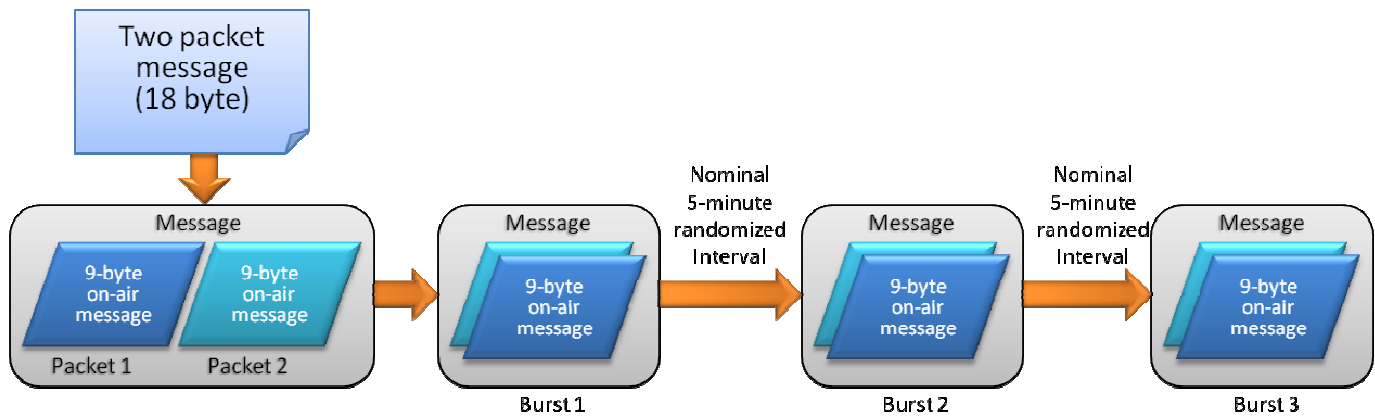 Two packet
message
(18 byte)
Message
9-byte
on-air
message
9-byte
on-air
message
Packet 1
Packet 2
Message
9-byte
on-air
message
Burst 1
Nominal
5-minute
randomized
Interval
Message
9-byte
on-air
message
Burst 2
Nominal
5-minute
randomized
Interval
Message
9-byte
on-air
message
Burst 3